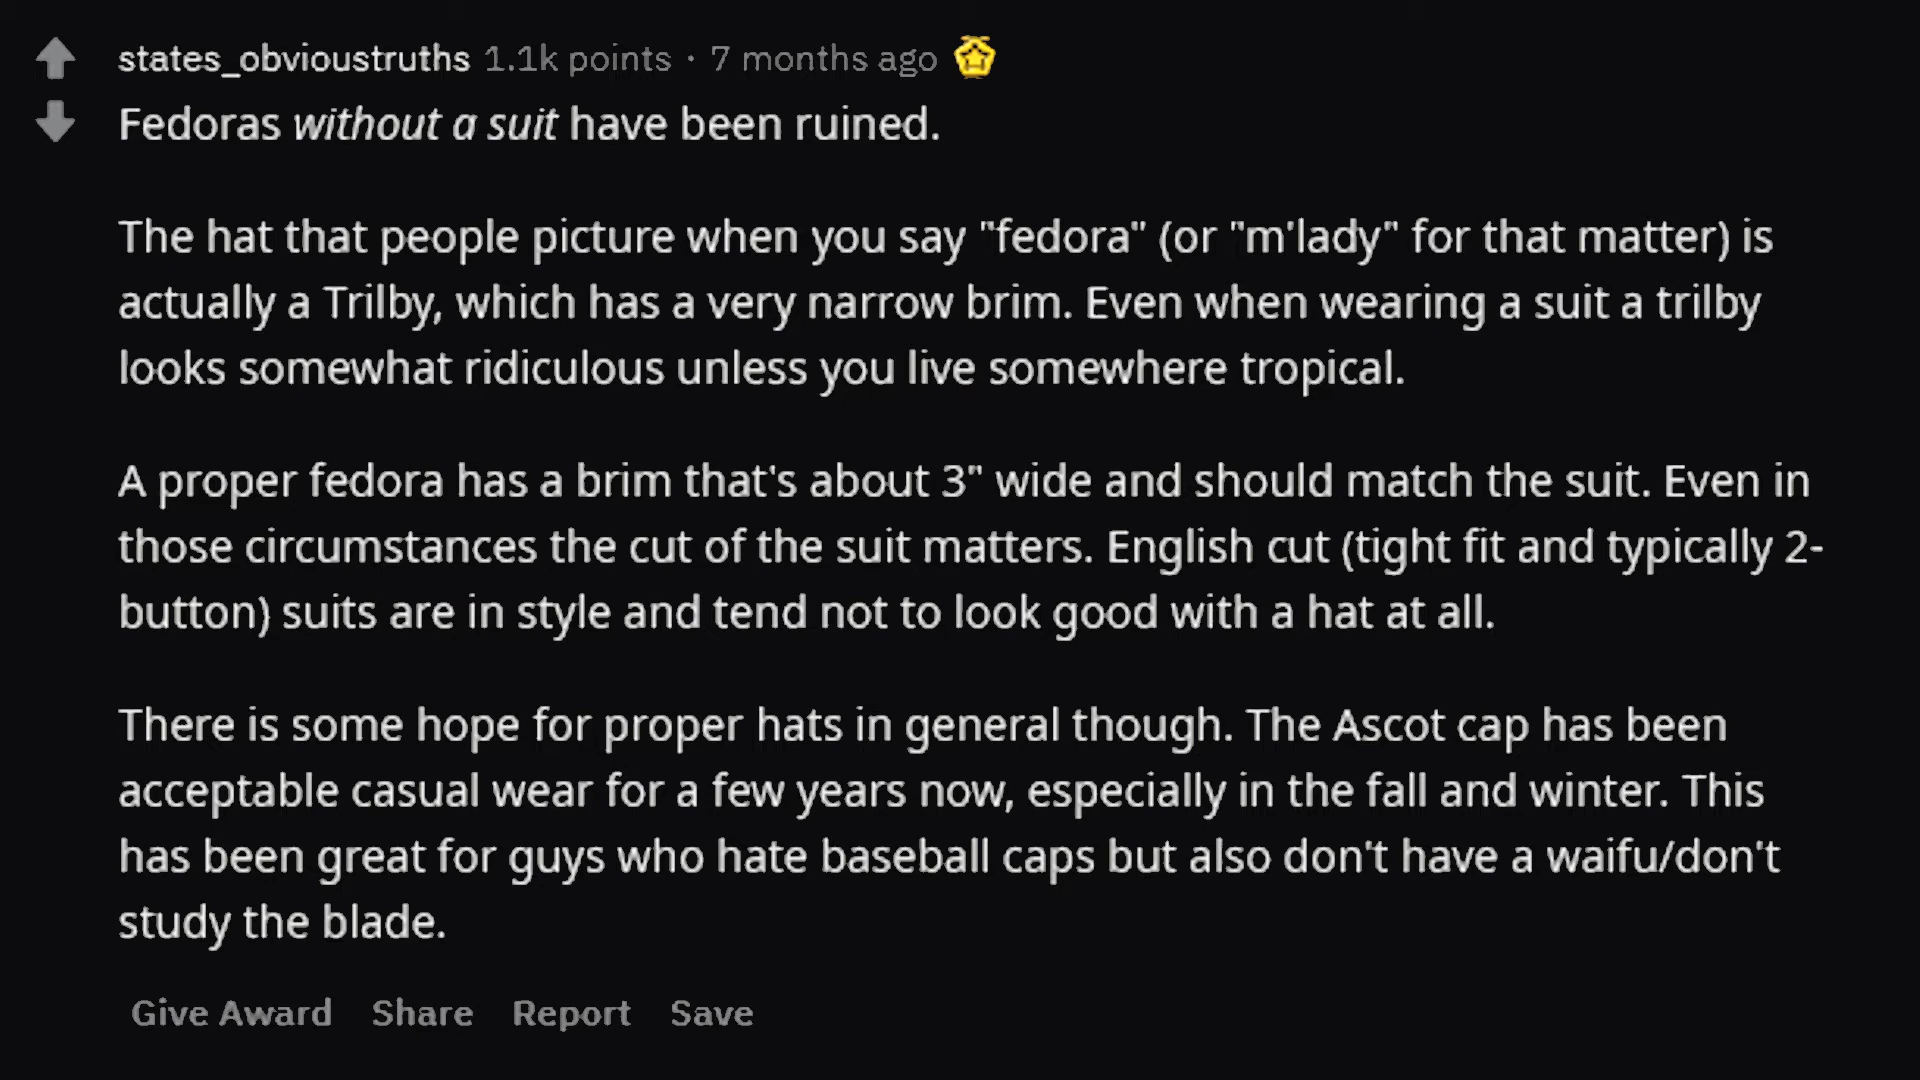 states_obvioustruths 1.1k points · 7 months ago
Fedoras without a suit have been ruined.
The hat that people picture when you say "fedora" (or "m'lady" for that matter) is
actually a Trilby, which has a very narrow brim. Even when wearing a suit a trilby
looks somewhat ridiculous unless you live somewhere tropical.
A proper fedora has a brim that's about 3" wide and should match the suit. Even in
those circumstances the cut of the suit matters. English cut (tight fit and typically 2-
button) suits are in style and tend not to look good with a hat at all.
There is some hope for proper hats in general though. The Ascot cap has been
acceptable casual wear for a few years now, especially in the fall and winter. This
has been great for guys who hate baseball caps but also don't have a waifu/don't
study the blade.
Give Award Share Report Save